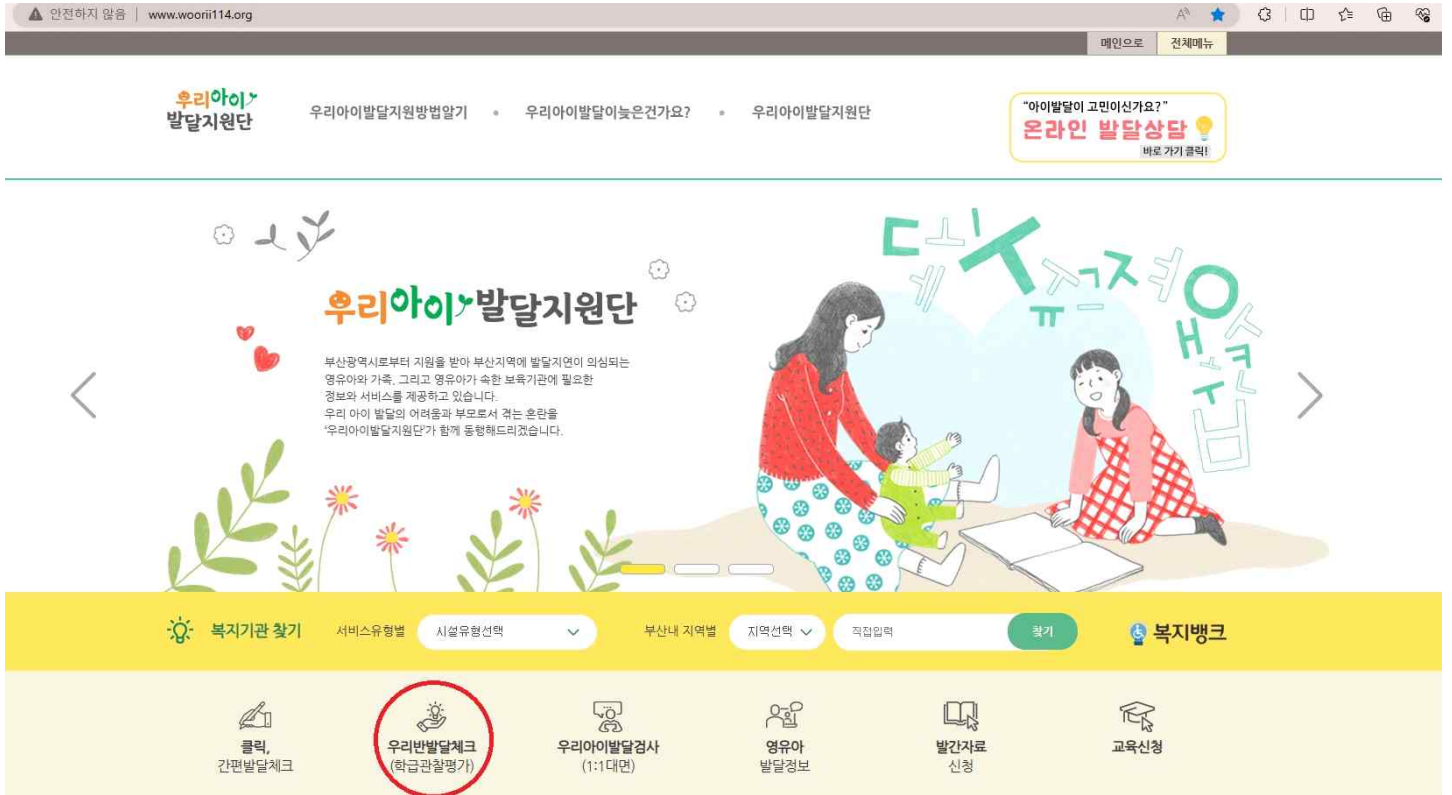 안전하지 않음 | www.woorii114.org
메인으로 전체메뉴
우리아이
발달지원단
우리아이발달지원방법알기 • 우리아이발달이늦은건가요? • 우리아이발달지원단
"아이발달이 고민이신가요?"
온라인 발달상담
바로 가기 클릭!
우리아이 발달지원단
부산광역시로부터 지원을 받아 부산지역에 발달지연이 의심되는
영유아와 가족, 그리고 영유아가 속한 보육기관에 필요한
정보와 서비스를 제공하고 있습니다.
우리 아이 발달의 어려움과 부모로서 겪는 혼란을
'우리아이발달지원단'가 함께 동행해드리겠습니다.
복지기관 찾기 서비스유형별 시설유형선택 부산내 지역별 지역선택 직접입력 찾기 복지뱅크
클릭,
간편발달체크
우리반발달체크
(학급관찰평가)
우리아이발달검사
(1:1대면)
영유아
발달정보
발간자료
신청
교육신청